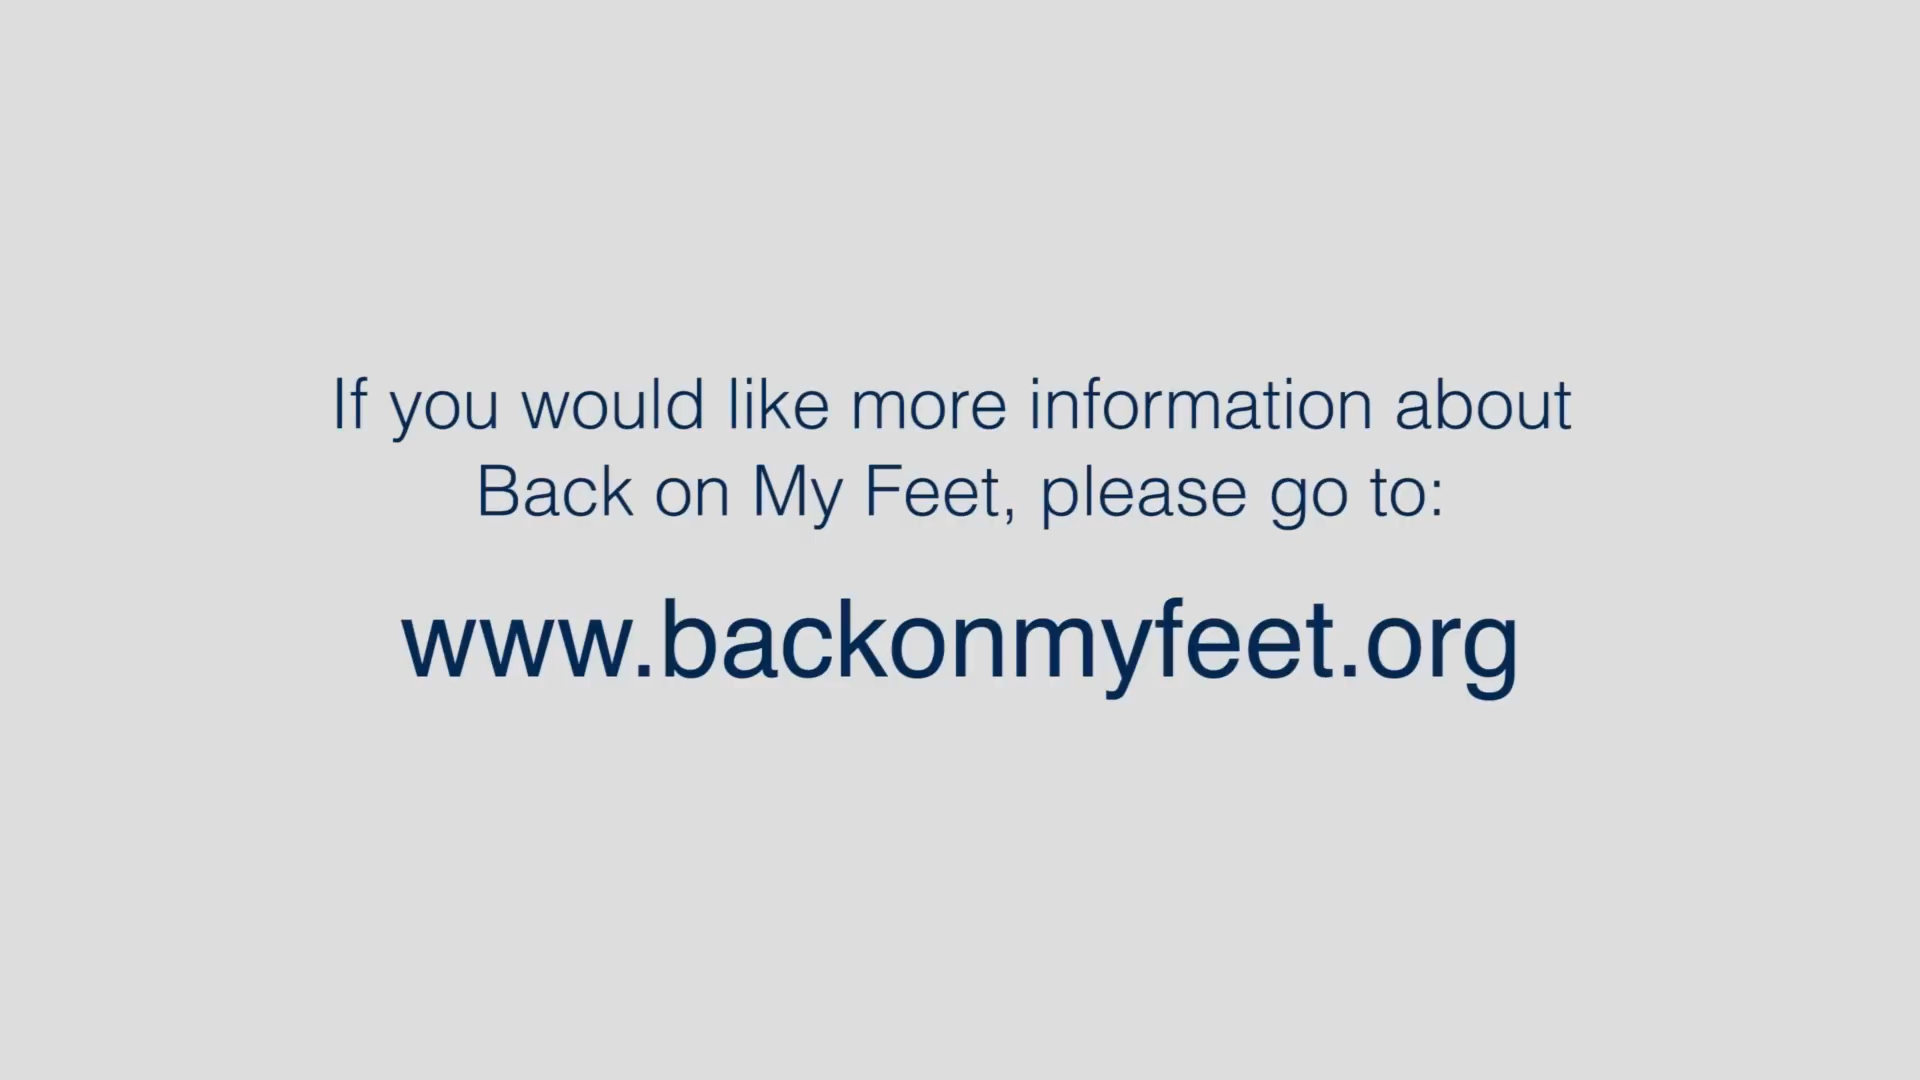 If you would like more information about
Back on My Feet, please go to:
www.backonmyfeet.org